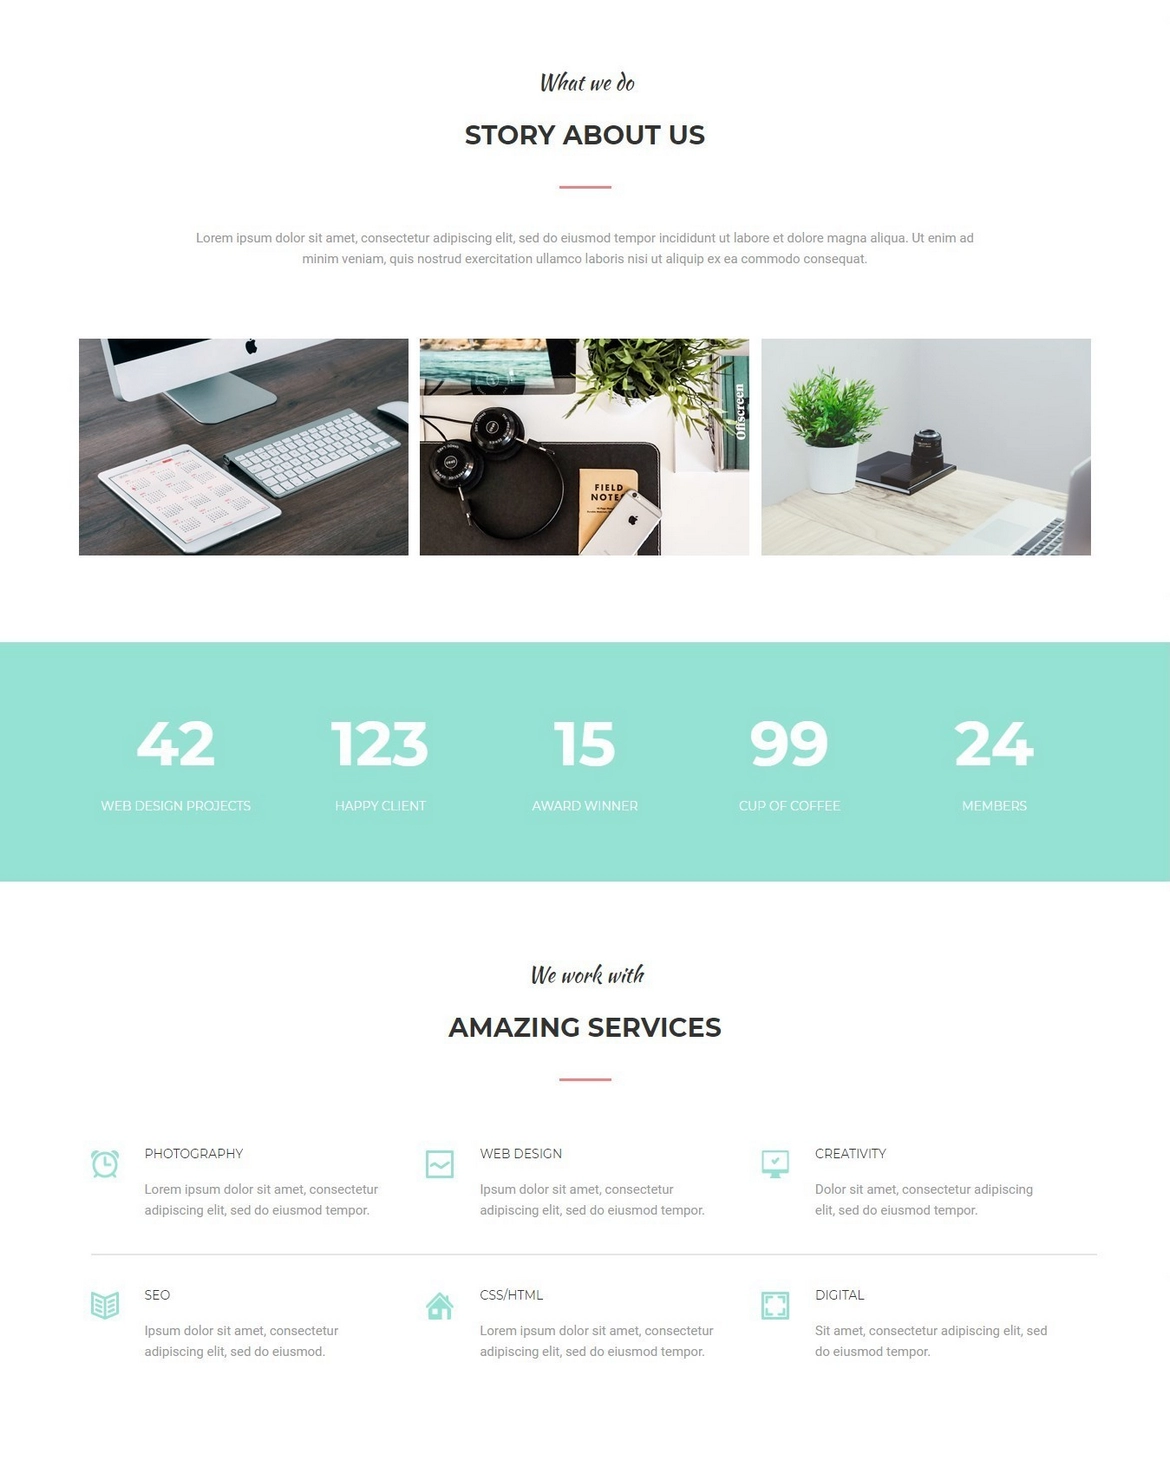 What we do
STORY ABOUT US
Lorem ipsum dolor sit amet, consectetur adipiscing elit, sed do eiusmod tempor incididunt ut labore et dolore magna aliqua. Ut enim ad
minim veniam, quis nostrud exercitation ullamco laboris nisi ut aliquip ex ea commodo consequat.
Offscreen
FIELD
NOTES
42
WEB DESIGN PROJECTS
123
HAPPY CLIENT
15
AWARD WINNER
99
CUP OF COFFEE
24
MEMBERS
We work with
AMAZING SERVICES
PHOTOGRAPHY
Lorem ipsum dolor sit amet, consectetur
adipiscing elit, sed do eiusmod tempor.
WEB DESIGN
Ipsum dolor sit amet, consectetur
adipiscing elit, sed do eiusmod tempor.
CREATIVITY
Dolor sit amet, consectetur adipiscing
elit, sed do eiusmod tempor.
SEO
Ipsum dolor sit amet, consectetur
adipiscing elit, sed do eiusmod.
CSS/HTML
Lorem ipsum dolor sit amet, consectetur
adipiscing elit, sed do eiusmod tempor.
DIGITAL
Sit amet, consectetur adipiscing elit, sed
do eiusmod tempor.